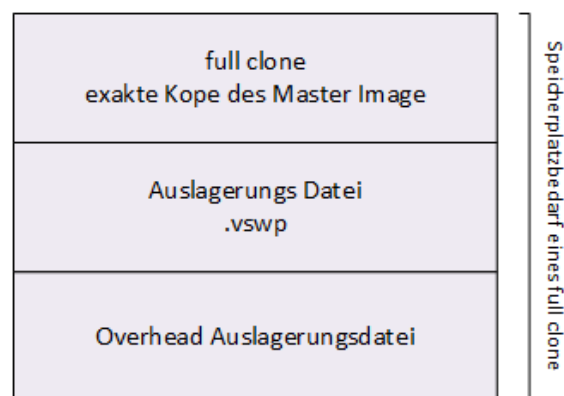 full clone
exakte Kope des Master Image
Auslagerungs Datei
.vswp
Overhead Auslagerungsdatei
Speicherplatzbedarf eines full clone